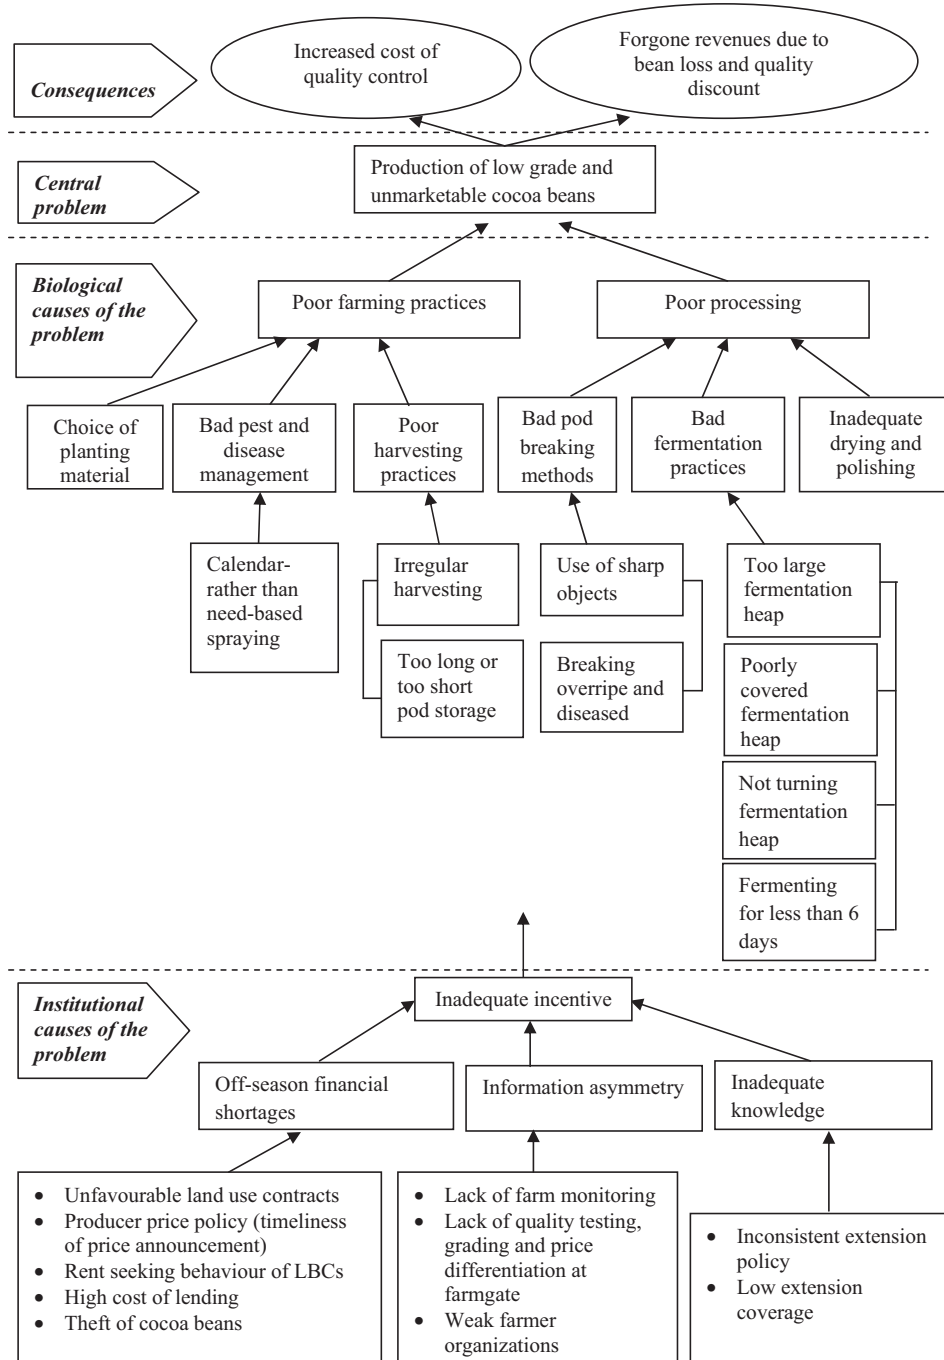 Consequences
Increased cost of
quality control
Forgone revenues due to
bean loss and quality
discount
Central
problem
Production of low grade and
unmarketable cocoa beans
Biological
causes of the
problem
Poor farming practices
Poor processing
Choice of
planting
material
Bad pest and
disease
management
Poor
harvesting
practices
Bad pod
breaking
methods
Bad
fermentation
practices
Inadequate
drying and
polishing
Calendar-
rather than
need-based
spraying
Irregular
harvesting
Too long or
too short
pod storage
Use of sharp
objects
Breaking
overripe and
diseased
Too large
fermentation
heap
Poorly
covered
fermentation
heap
Not turning
fermentation
heap
Fermenting
for less than 6
days
Institutional
causes of the
problem
Inadequate incentive
Off-season financial
shortages
Information asymmetry
Inadequate
knowledge
• Unfavourable land use contracts
• Producer price policy (timeliness
of price announcement)
• Rent seeking behaviour of LBCs
• High cost of lending
• Theft of cocoa beans
• Lack of farm monitoring
• Lack of quality testing,
grading and price
differentiation at
farmgate
• Weak farmer
organizations
• Inconsistent extension
policy
• Low extension
coverage